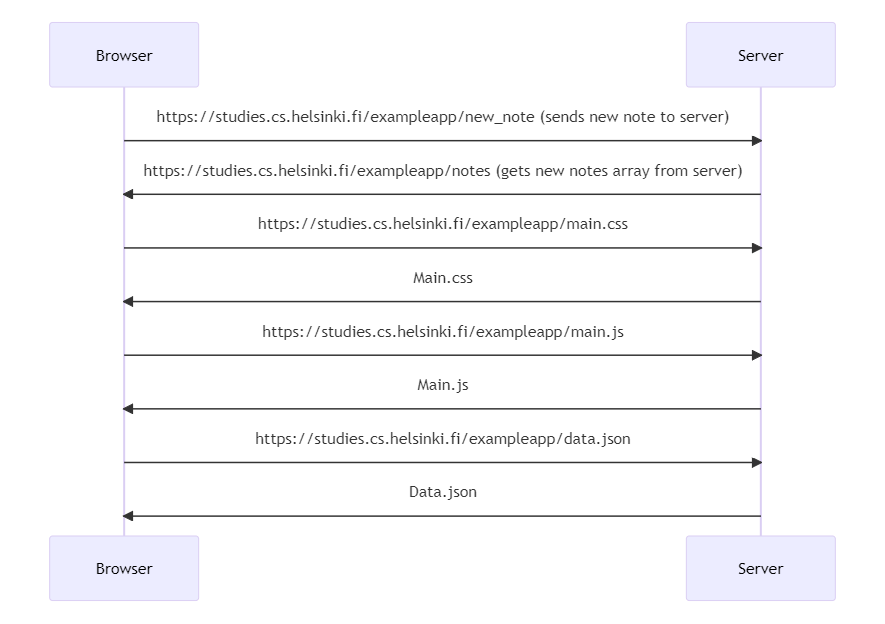 Browser
Server
https://studies.cs.helsinki.fi/exampleapp/new_note (sends new note to server)
https://studies.cs.helsinki.fi/exampleapp/notes (gets new notes array from server)
https://studies.cs.helsinki.fi/exampleapp/main.css
Main.css
https://studies.cs.helsinki.fi/exampleapp/main.js
Main.js
https://studies.cs.helsinki.fi/exampleapp/data.json
Data.json
Browser
Server